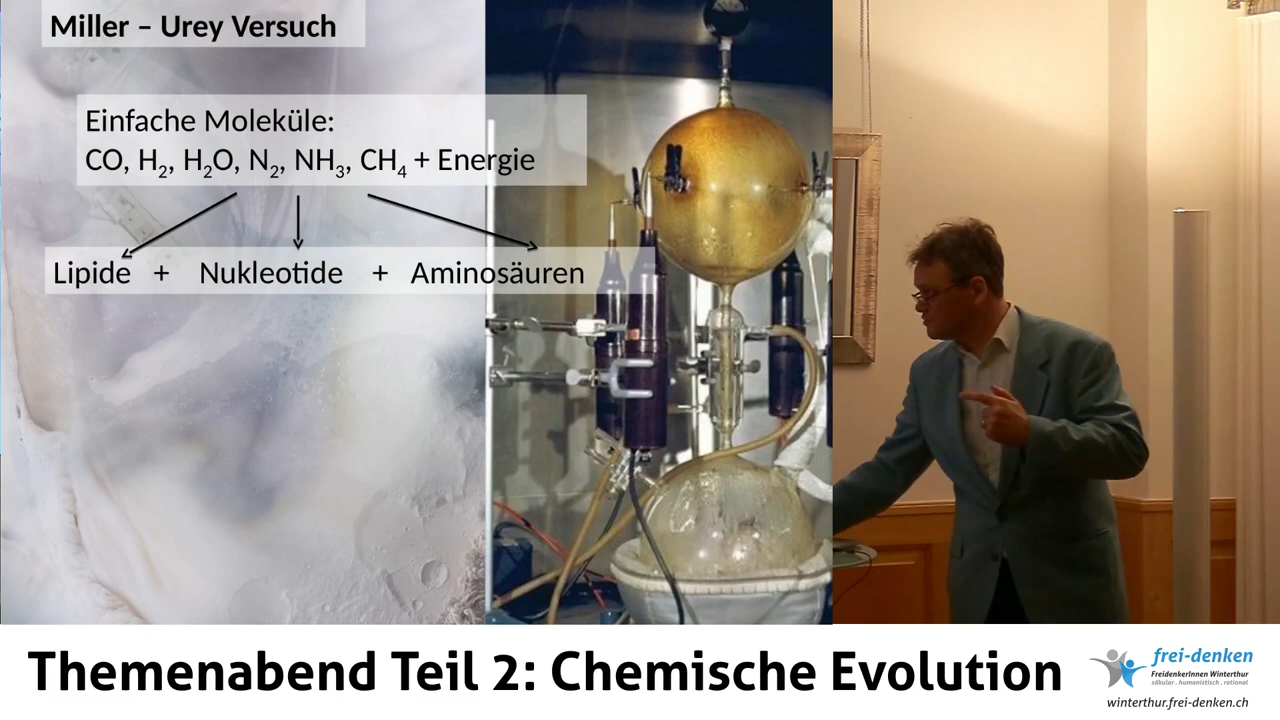 Miller – Urey Versuch
Einfache Moleküle:
CO, H₂, H₂O, N₂, NH₃, CH₄ + Energie
Lipide + Nukleotide + Aminosäuren
Themenabend Teil 2: Chemische Evolution
frei-denken
FreidenkerInnen Winterthur
säkular . humanistisch . rational
winterthur.frei-denken.ch